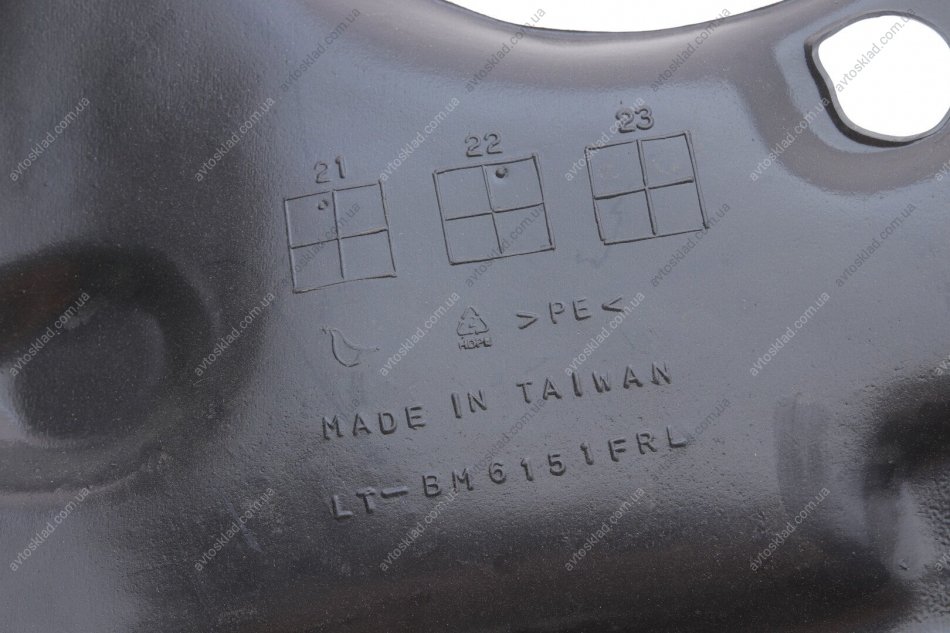 21 22 23
HDPE >PE<
MADE IN TAIWAN
LT-BM6151FRL
avtosklad.com.ua